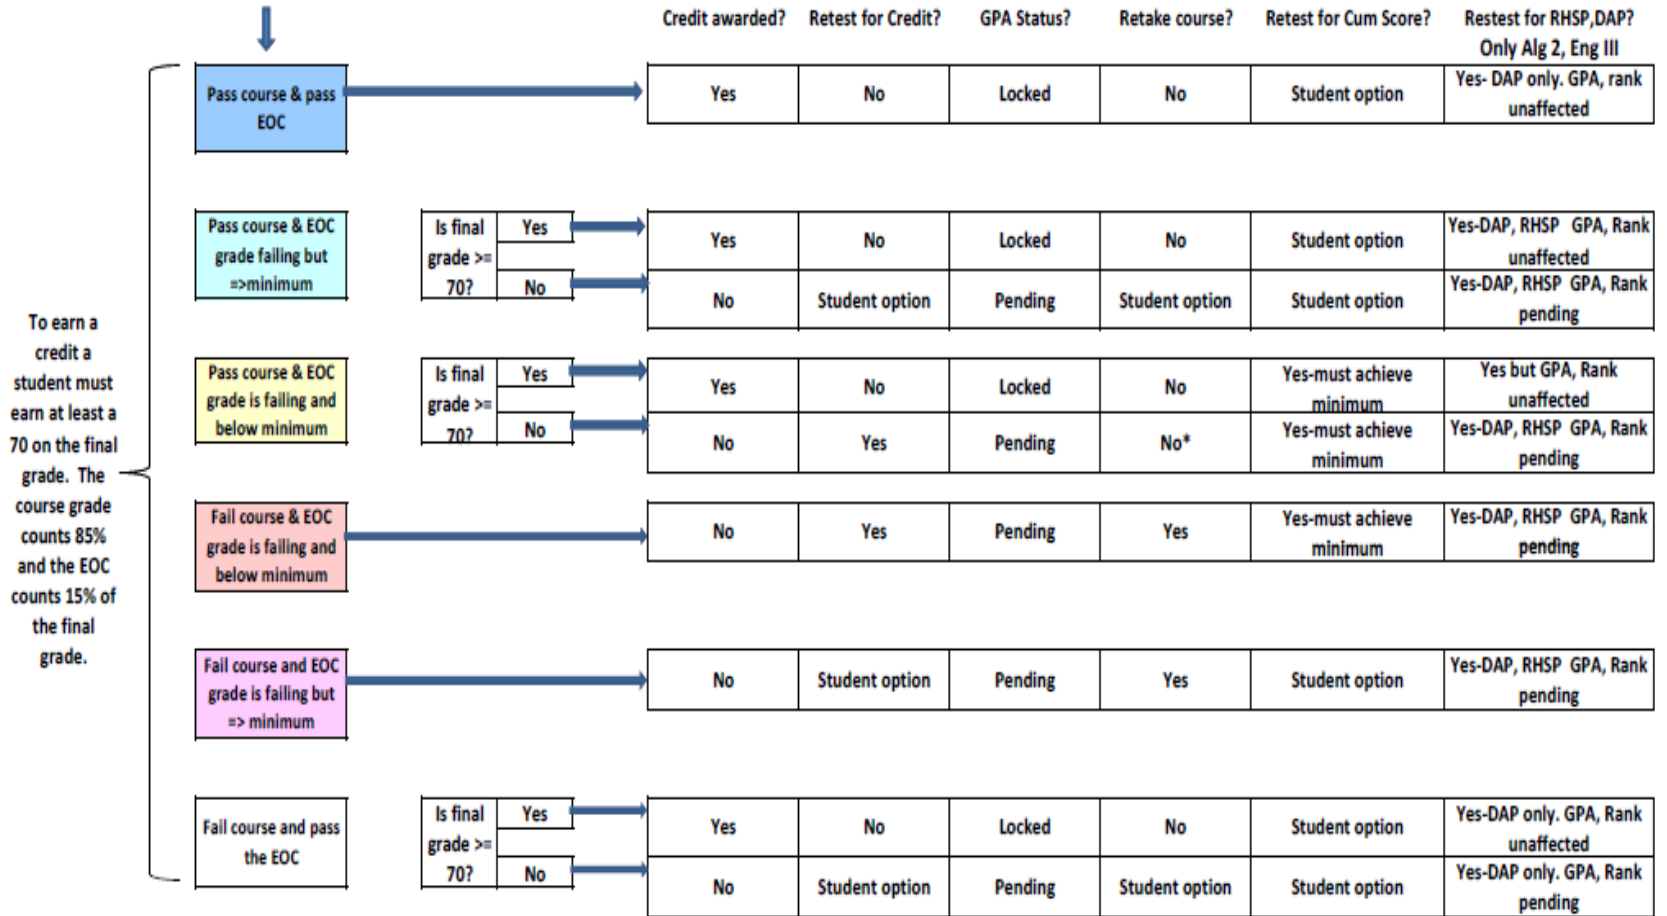 Credit awarded? Retest for Credit? GPA Status? Retake course? Retest for Cum Score? Restest for RHSP,DAP?
Only Alg 2, Eng III
Pass course & pass
EOC
Yes No Locked No Student option Yes- DAP only. GPA, rank
unaffected
Pass course & EOC
grade failing but
=>minimum
Is final
grade >=
70?
Yes
No
Yes No Locked No Student option Yes-DAP, RHSP GPA, Rank
unaffected
No Student option Pending Student option Student option Yes-DAP, RHSP GPA, Rank
pending
To earn a
credit a
student must
earn at least a
70 on the final
grade. The
course grade
counts 85%
and the EOC
counts 15% of
the final
grade.
Pass course & EOC
grade is failing and
below minimum
Is final
grade >=
70?
Yes
No
Yes No Locked No Yes-must achieve
minimum
Yes but GPA, Rank
unaffected
No Yes Pending No* Yes-must achieve
minimum
Yes-DAP, RHSP GPA, Rank
pending
Fail course & EOC
grade is failing and
below minimum
No Yes Pending Yes Yes-must achieve
minimum
Yes-DAP, RHSP GPA, Rank
pending
Fail course and EOC
grade is failing but
=> minimum
No Student option Pending Yes Student option Yes-DAP, RHSP GPA, Rank
pending
Fail course and pass
the EOC
Is final
grade >=
70?
Yes
No
Yes No Locked No Student option Yes-DAP only. GPA, Rank
unaffected
No Student option Pending Student option Student option Yes-DAP only. GPA, Rank
pending